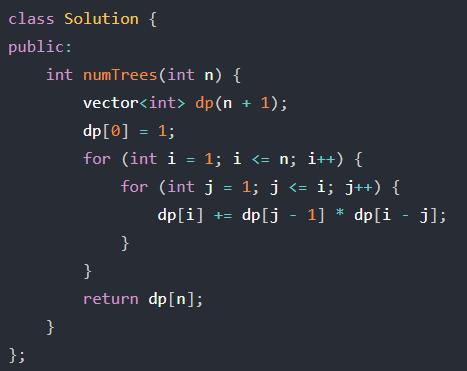 class Solution {
public:
    int numTrees(int n) {
        vector<int> dp(n + 1);
        dp[0] = 1;
        for (int i = 1; i <= n; i++) {
            for (int j = 1; j <= i; j++) {
                dp[i] += dp[j - 1] * dp[i - j];
            }
        }
        return dp[n];
    }
};